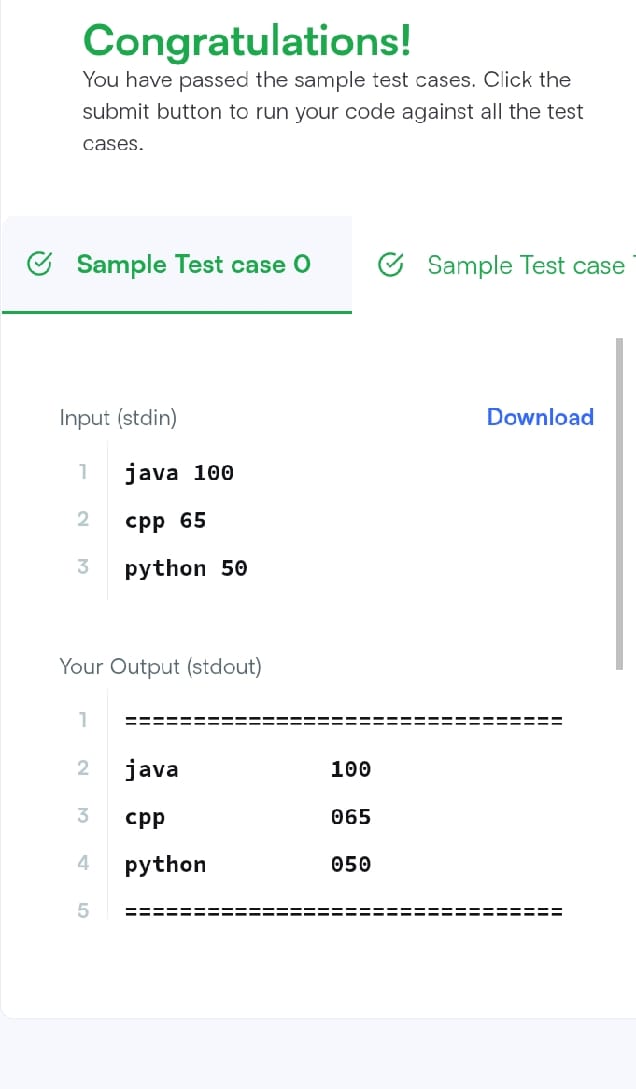 Congratulations!
You have passed the sample test cases. Click the
submit button to run your code against all the test
cases.
Sample Test case 0
Sample Test case
Input (stdin)
Download
1 java 100
2 cpp 65
3 python 50
Your Output (stdout)
1 ================================
2 java 100
3 cpp 065
4 python 050
5 ================================